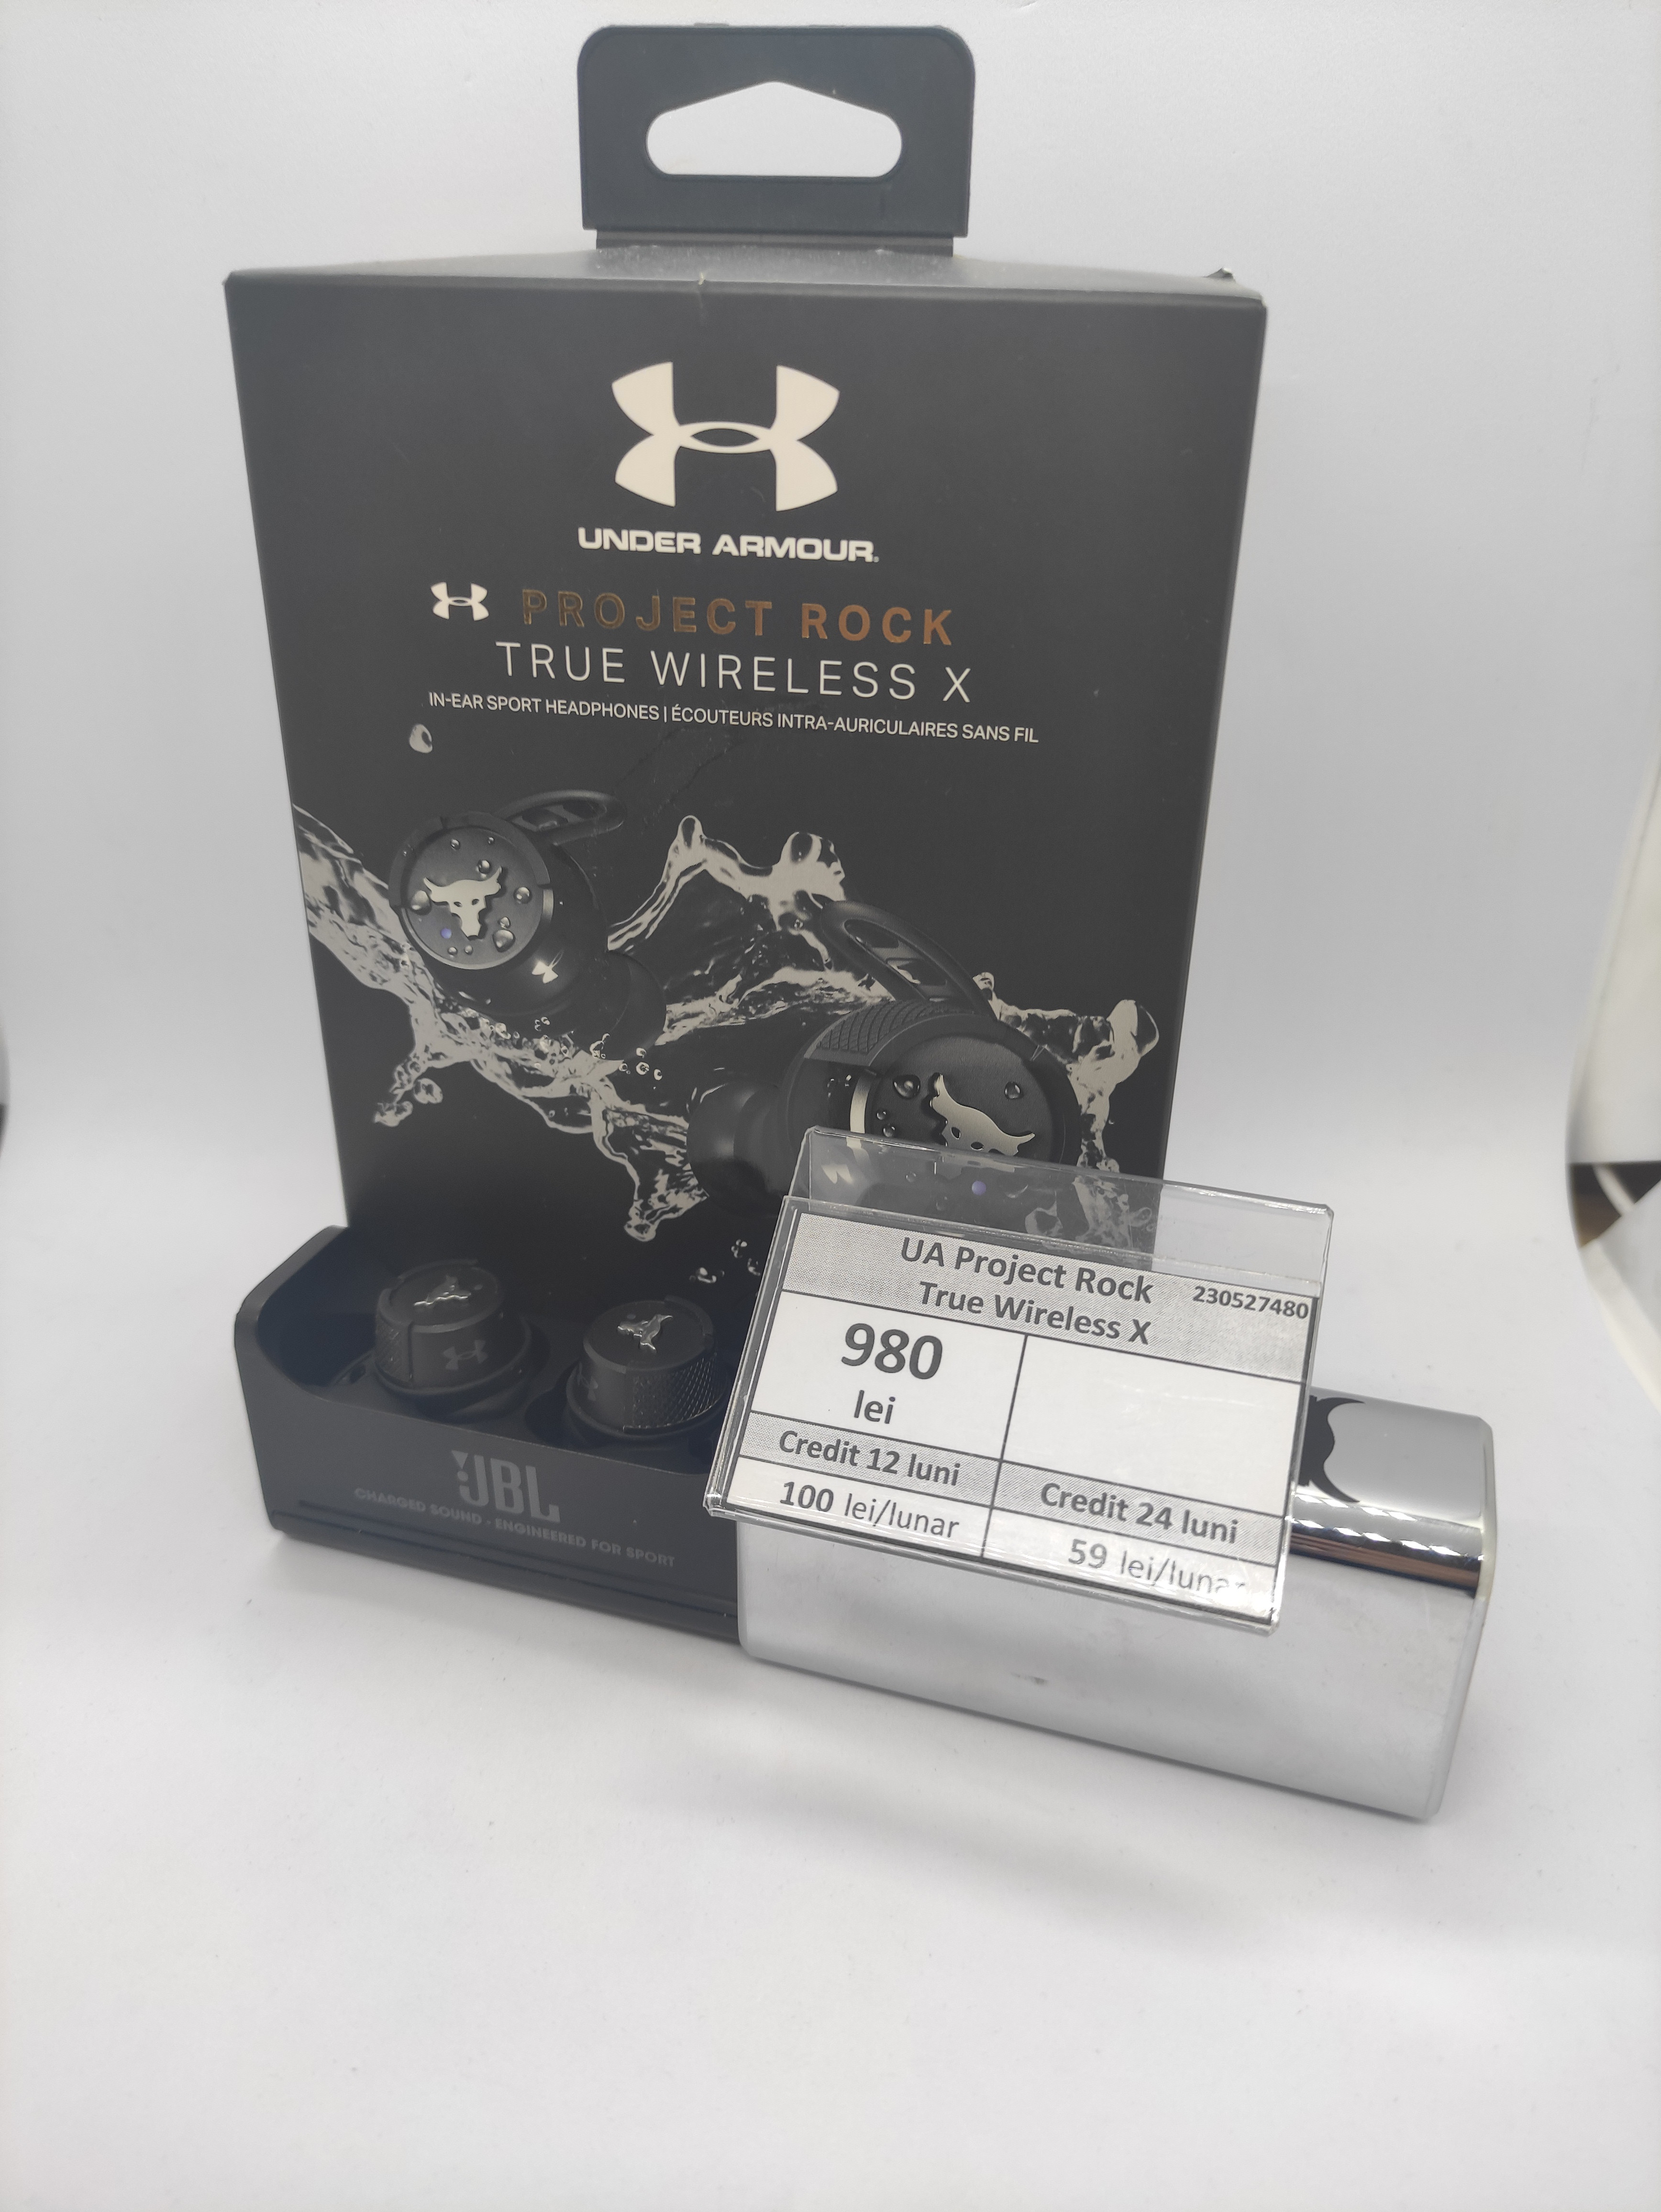 UNDER ARMOUR
PROJECT ROCK
TRUE WIRELESS X
IN-EAR SPORT HEADPHONES | ÉCOUTEURS INTRA-AURICULAIRES SANS FIL
UA Project Rock
True Wireless X
230527480
980
lei
Credit 12 luni
100 lei/lunar
Credit 24 luni
59 lei/lunar
JBL
CHARGED SOUND - ENGINEERED FOR SPORT